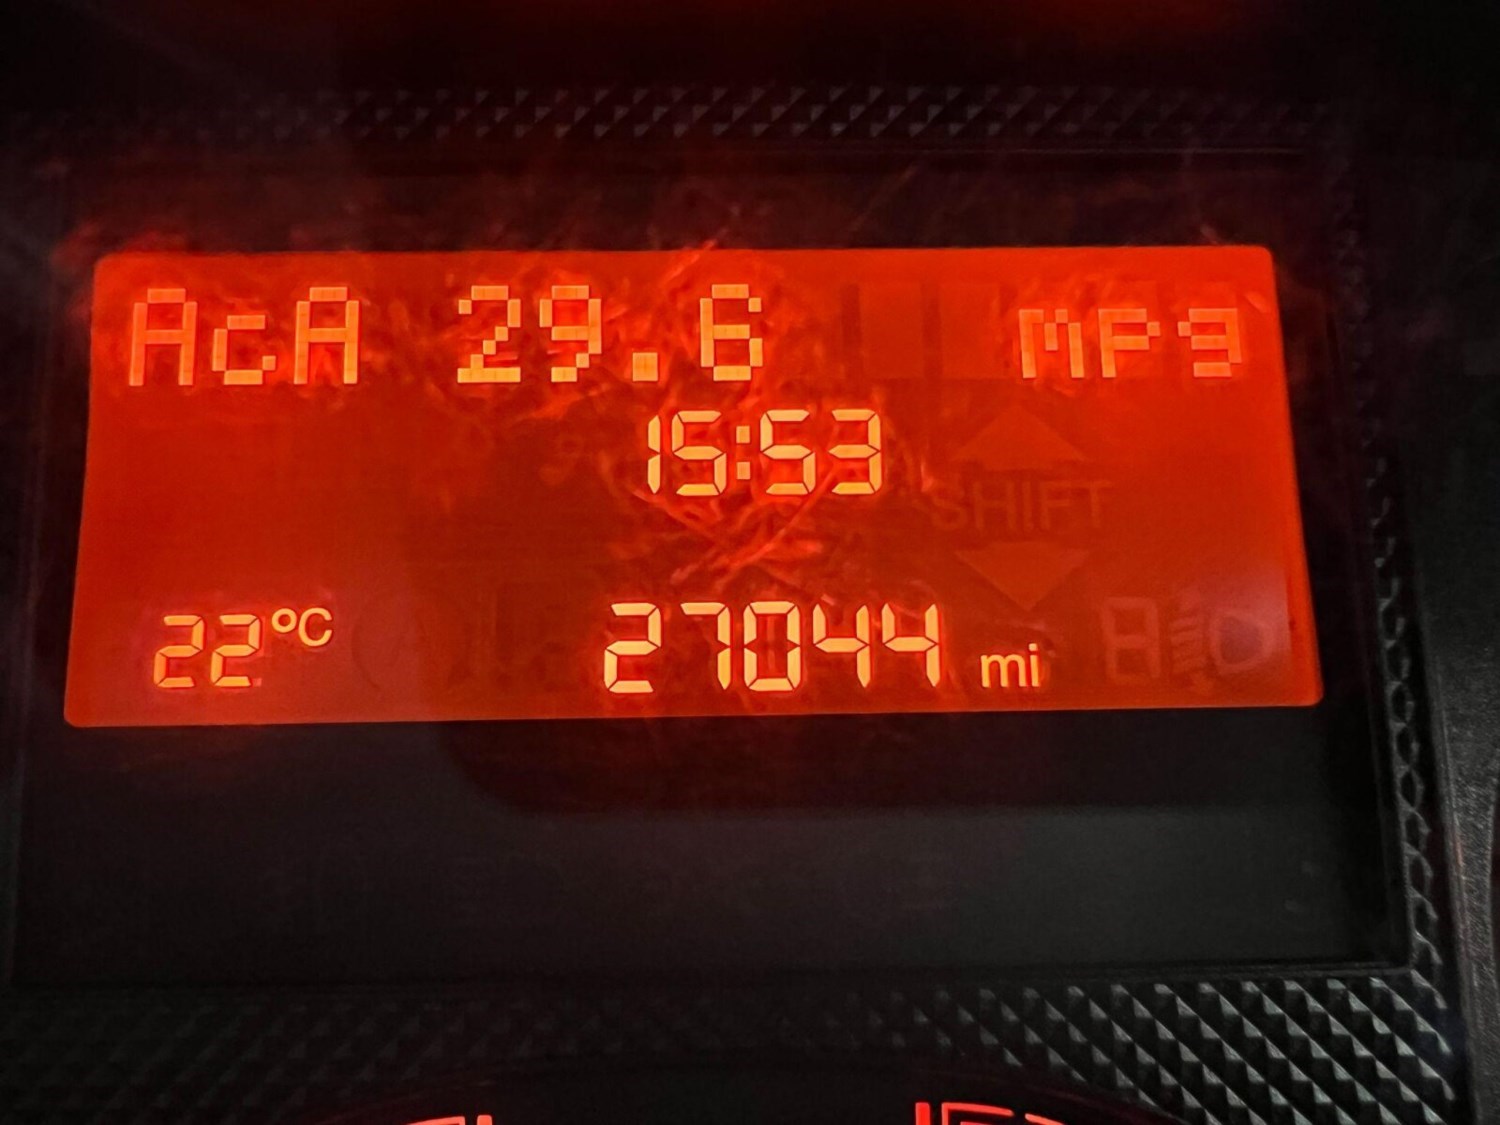 AcA 29.6 mPg
15:53
SHIFT
22°C 27044 mi